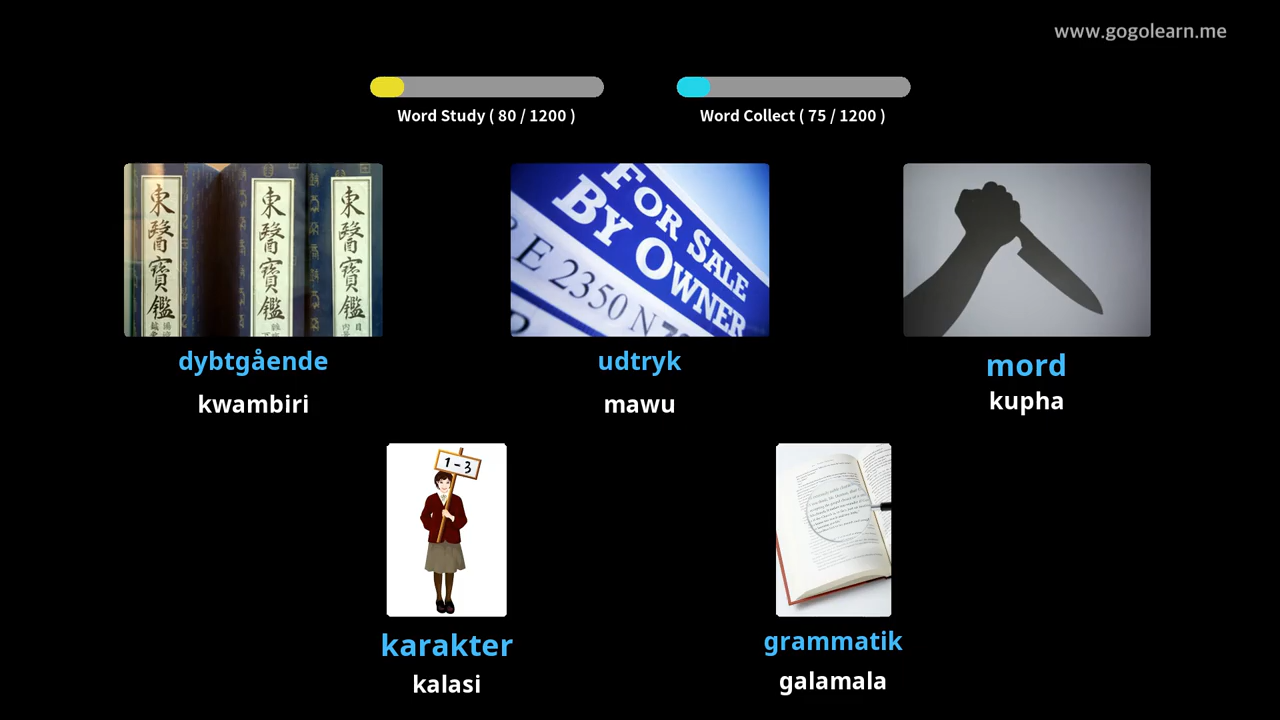 www.gogolearn.me
Word Study ( 80 / 1200 )
Word Collect ( 75 / 1200 )
東醫寶鑑
東醫寶鑑
東醫寶鑑
FOR SALE
BY OWNER
RE 2350 N
dybtgående
udtryk
mord
kwambiri
mawu
kupha
1-3
karakter
grammatik
kalasi
galamala